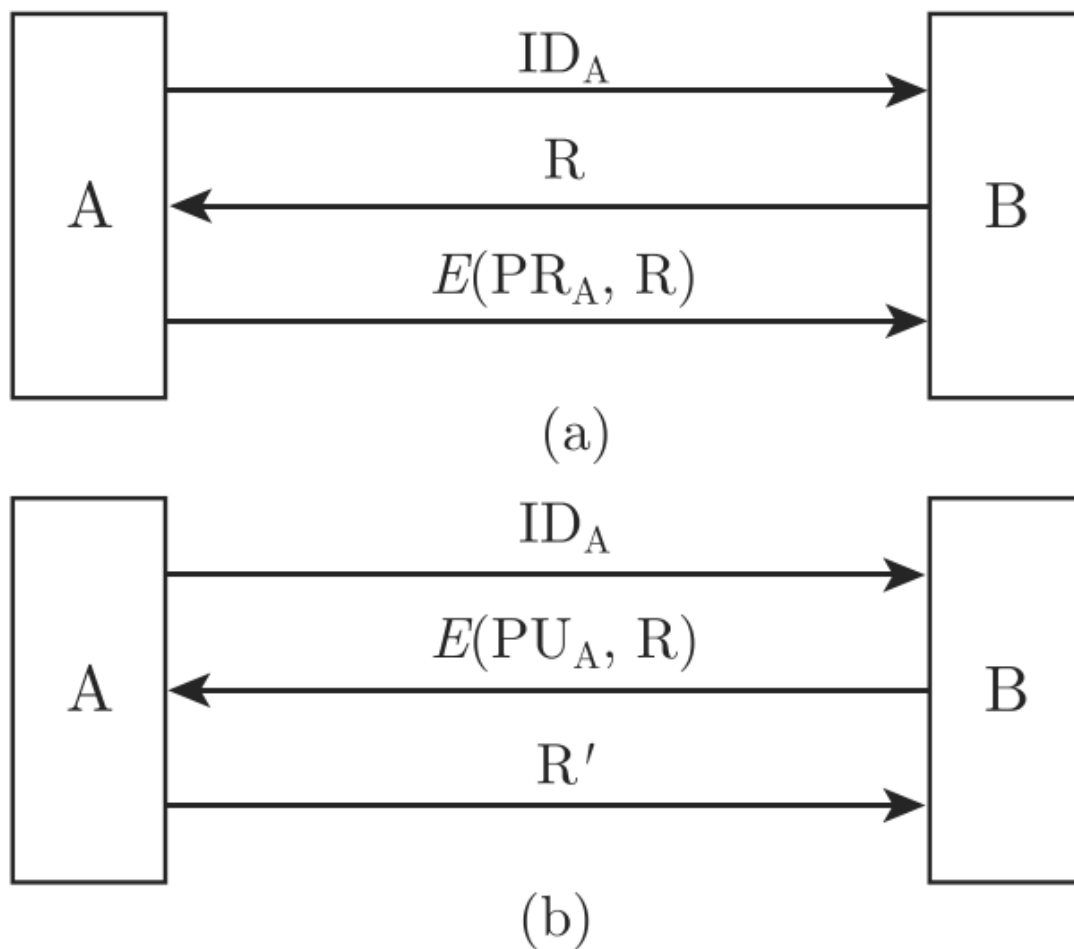 ID_A
R
A
B
E(PR_A, R)
(a)
ID_A
E(PU_A, R)
A
B
R′
(b)